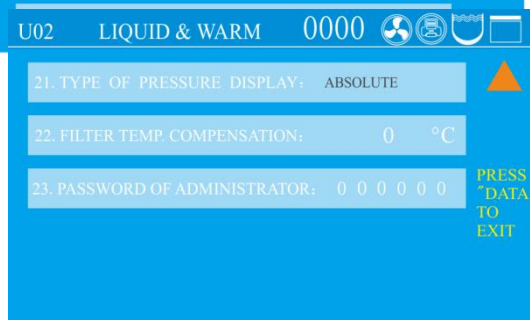 U02 LIQUID & WARM 0000
21. TYPE OF PRESSURE DISPLAY: ABSOLUTE
22. FILTER TEMP. COMPENSATION: 0 °C
23. PASSWORD OF ADMINISTRATOR: 0 0 0 0 0 0
PRESS
"DATA
TO
EXIT